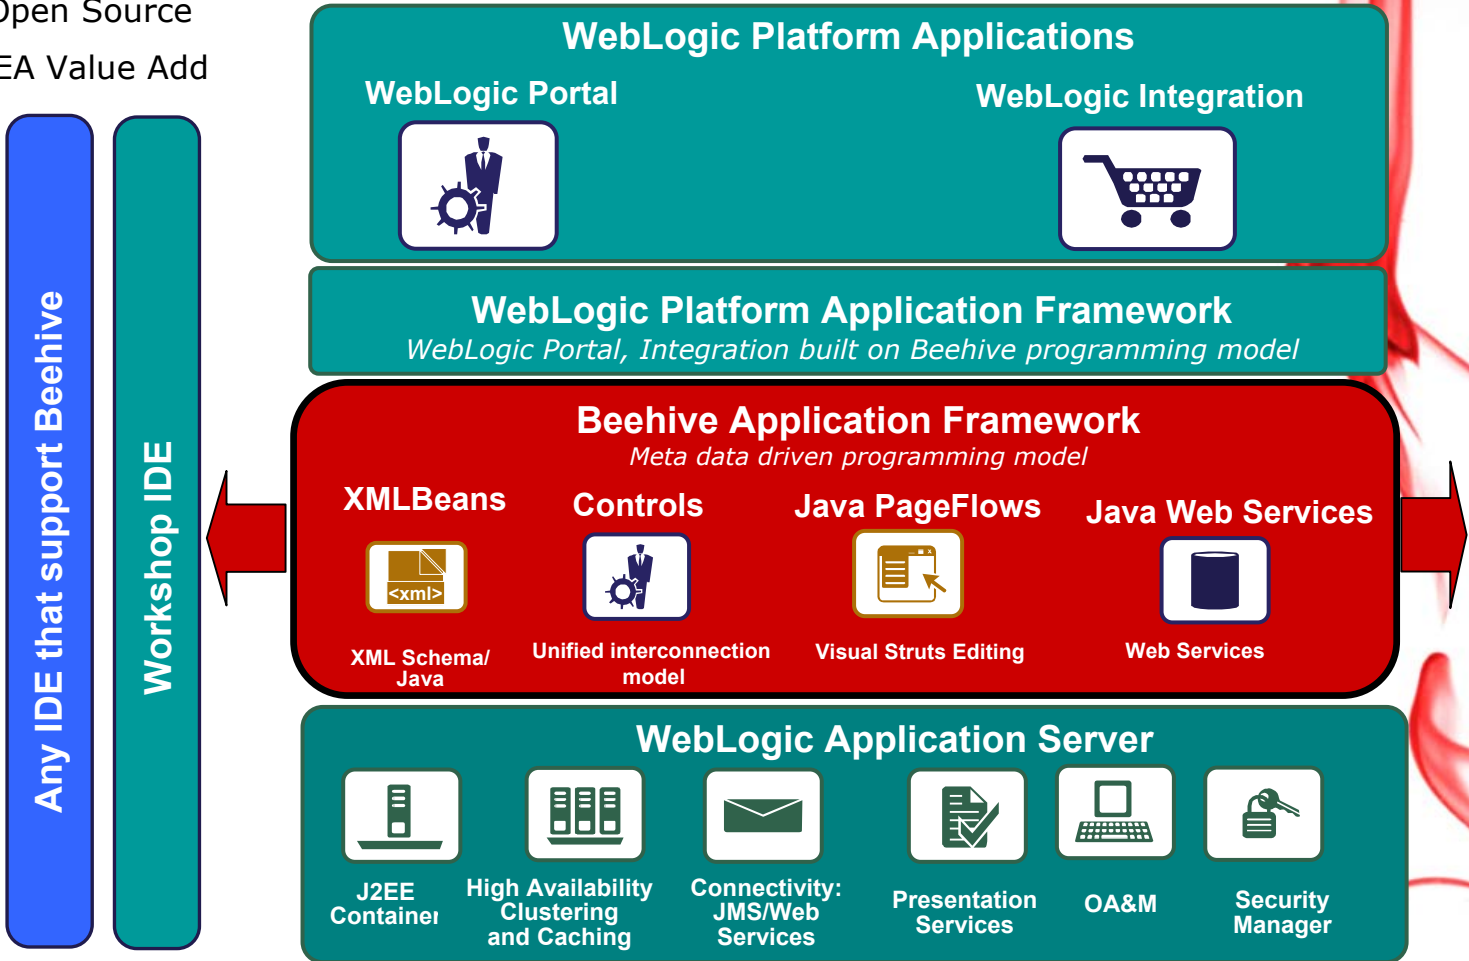 Open Source
EA Value Add
Any IDE that support Beehive
Workshop IDE
WebLogic Platform Applications
WebLogic Portal
WebLogic Integration
WebLogic Platform Application Framework
WebLogic Portal, Integration built on Beehive programming model
Beehive Application Framework
Meta data driven programming model
XMLBeans
Controls
Java PageFlows
Java Web Services
<xml>
XML Schema/
Java
Unified interconnection
model
Visual Struts Editing
Web Services
WebLogic Application Server
J2EE
Container
High Availability
Clustering
and Caching
Connectivity:
JMS/Web
Services
Presentation
Services
OA&M
Security
Manager